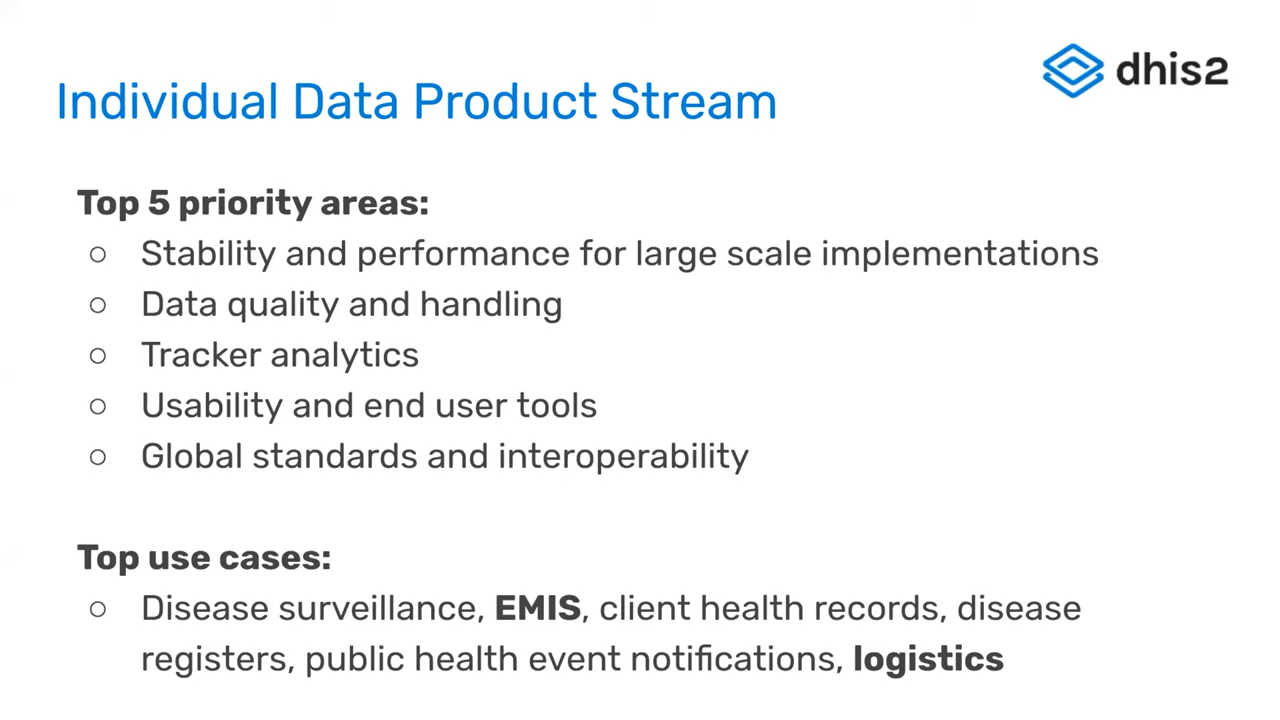 dhis2
Individual Data Product Stream
Top 5 priority areas:
○ Stability and performance for large scale implementations
○ Data quality and handling
○ Tracker analytics
○ Usability and end user tools
○ Global standards and interoperability
Top use cases:
○ Disease surveillance, EMIS, client health records, disease
registers, public health event notifications, logistics